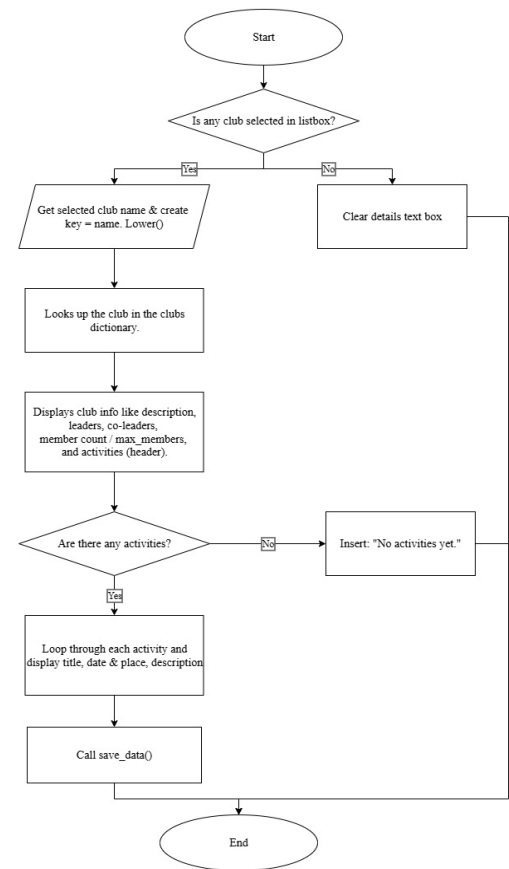 Start
Is any club selected in listbox?
Yes
No
Get selected club name & create
key = name. Lower()
Clear details text box
Looks up the club in the clubs
dictionary.
Displays club info like description,
leaders, co-leaders,
member count / max_members,
and activities (header).
Are there any activities?
No
Insert: "No activities yet."
Yes
Loop through each activity and
display title, date & place, description
Call save_data()
End